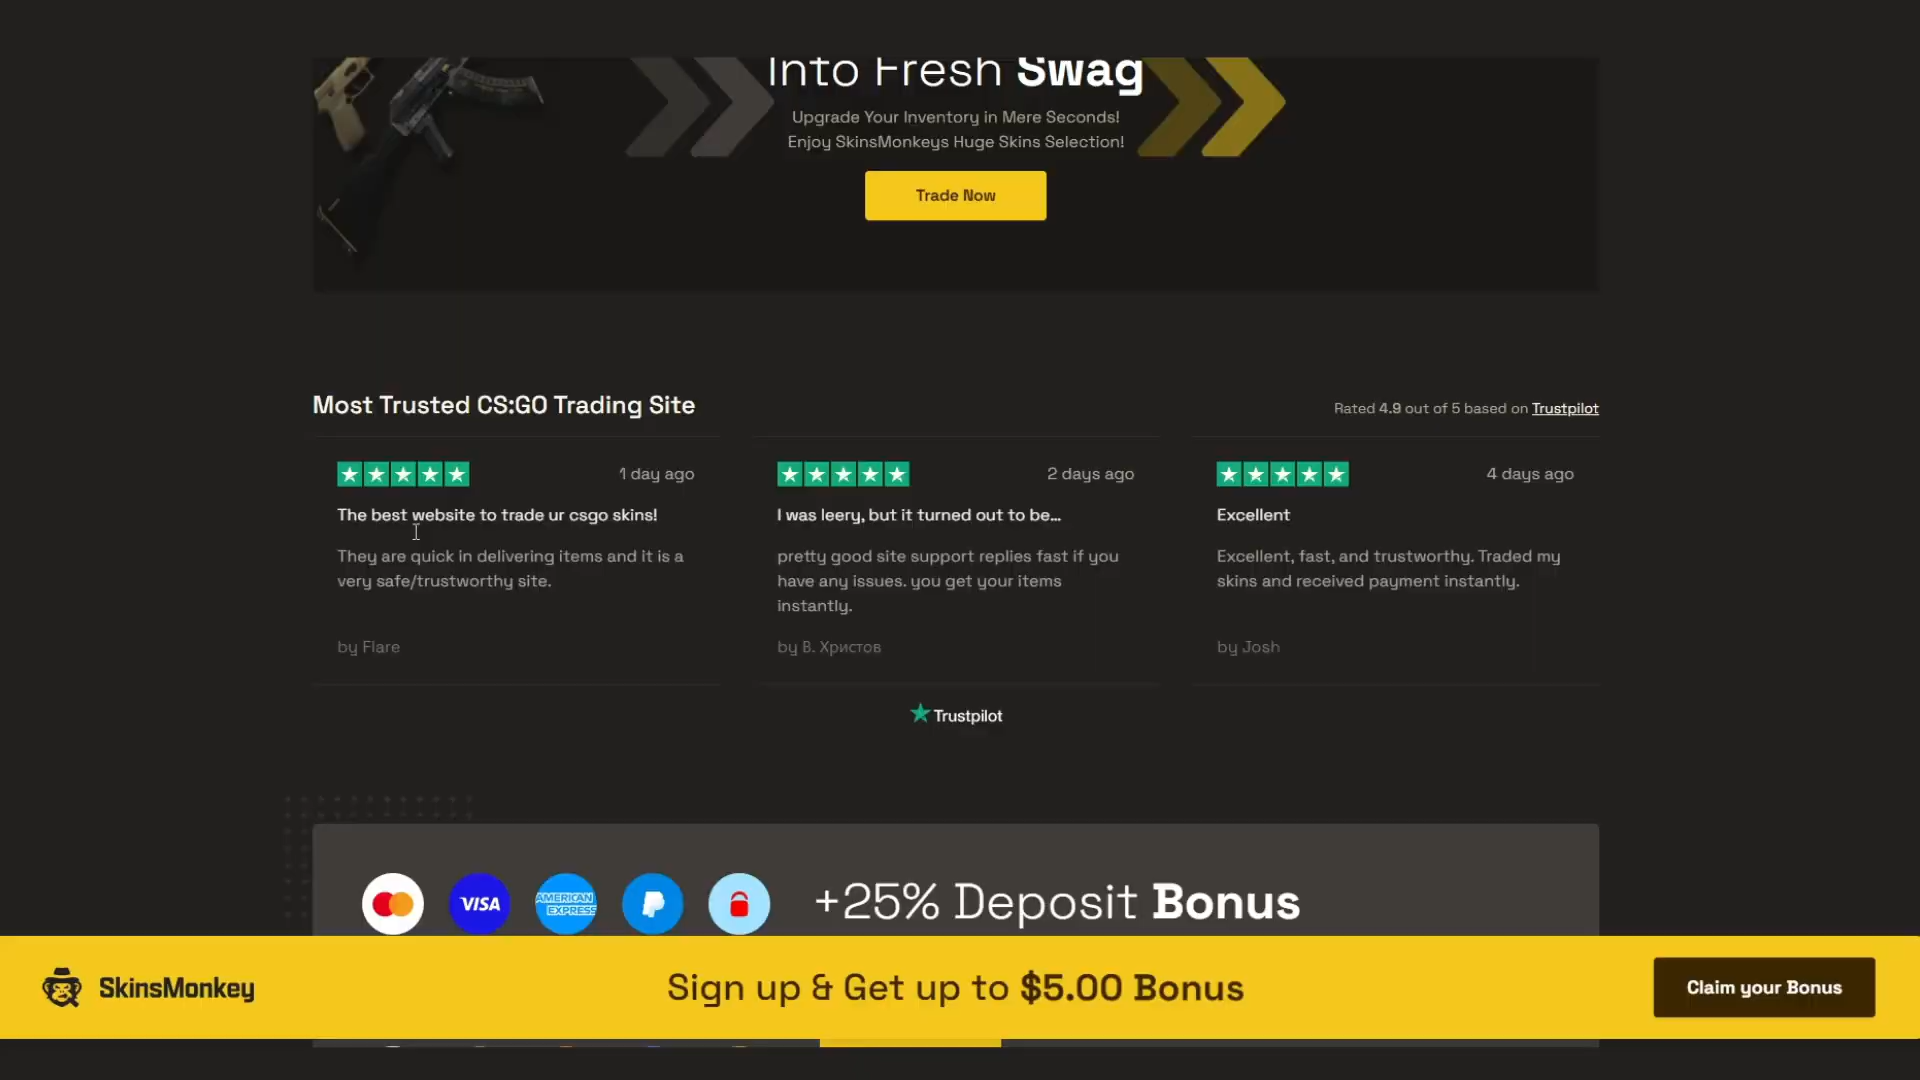 Into Fresh Swag
Upgrade Your Inventory in Mere Seconds!
Enjoy SkinsMonkeys Huge Skins Selection!
Trade Now
Most Trusted CS:GO Trading Site
Rated 4.9 out of 5 based on Trustpilot
1 day ago
The best website to trade ur csgo skins!
They are quick in delivering items and it is a
very safe/trustworthy site.
by Flare
2 days ago
I was leery, but it turned out to be...
pretty good site support replies fast if you
have any issues. you get your items
instantly.
by В. Христов
4 days ago
Excellent
Excellent, fast, and trustworthy. Traded my
skins and received payment instantly.
by Josh
Trustpilot
VISA
AMERICAN
EXPRESS
+25% Deposit Bonus
SkinsMonkey
Sign up & Get up to $5.00 Bonus
Claim your Bonus